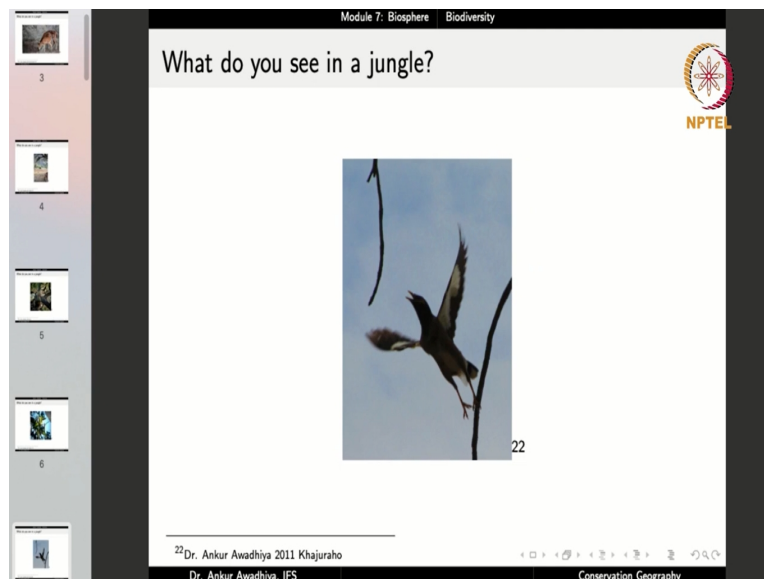 Module 7: Biosphere Biodiversity
What do you see in a jungle?
NPTEL
3
4
5
6
22
22Dr. Ankur Awadhiya 2011 Khajuraho
Dr. Ankur Awadhiya, IFS Conservation Geography